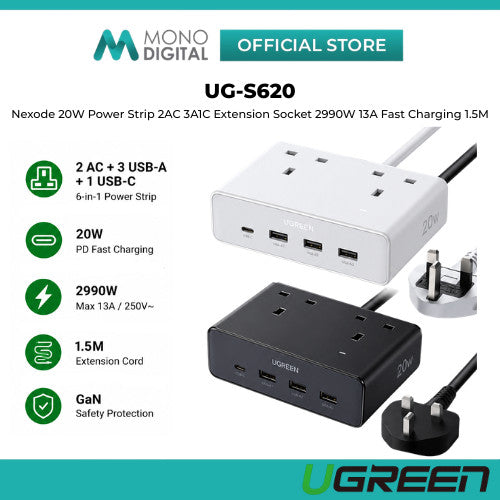 MONO
DIGITAL
OFFICIAL STORE
UG-S620
Nexode 20W Power Strip 2AC 3A1C Extension Socket 2990W 13A Fast Charging 1.5M
2 AC + 3 USB-A
+ 1 USB-C
6-in-1 Power Strip
20W
PD Fast Charging
2990W
Max 13A / 250V~
1.5M
Extension Cord
GaN
Safety Protection
UGREEN
20W
UGREEN
20W
UGREEN